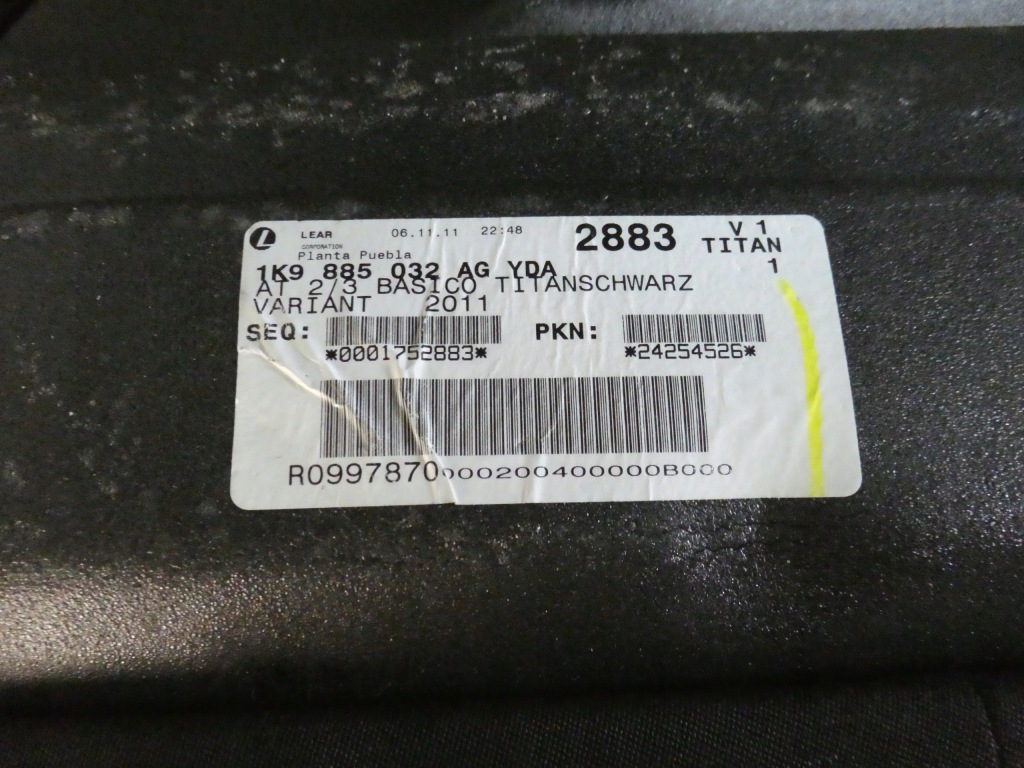 L LEAR 06.11.11 22:48 2883 V 1
CORPORATION TITAN
Planta Puebla
1K9 885 032 AG YDA 1
AT 2/3 BASICO TITANSCHWARZ
VARIANT 2011
SEQ: PKN:
*0001752883* *24254526*
R0997870000200400000B000